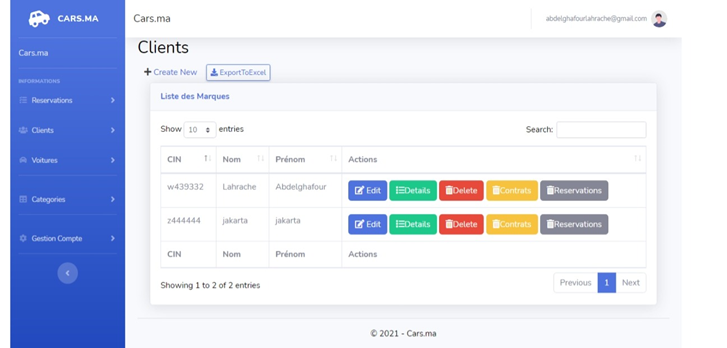 CARS.MA
Cars.ma
abdelghafourlahrache@gmail.com
Cars.ma
INFORMATIONS
Reservations
Clients
Voitures
Categories
Gestion Compte
Clients
Create New ExportToExcel
Liste des Marques
Show 10 entries Search:
CIN Nom Prénom Actions
w439332 Lahrache Abdelghafour Edit Details Delete Contrats Reservations
z444444 jakarta jakarta Edit Details Delete Contrats Reservations
CIN Nom Prénom Actions
Showing 1 to 2 of 2 entries Previous 1 Next
© 2021 - Cars.ma